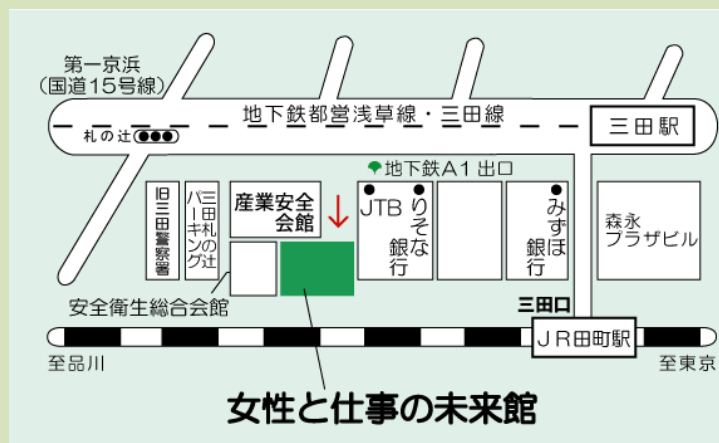 第一京浜
（国道15号線）
地下鉄都営浅草線・三田線
三田駅
札の辻
地下鉄A1出口
旧三田警察署
三田札の辻
パーキング
産業安全
会館
JTB
りそな
銀行
みずほ
銀行
森永
プラザビル
安全衛生総合会館
三田口
JR田町駅
至品川
至東京
女性と仕事の未来館